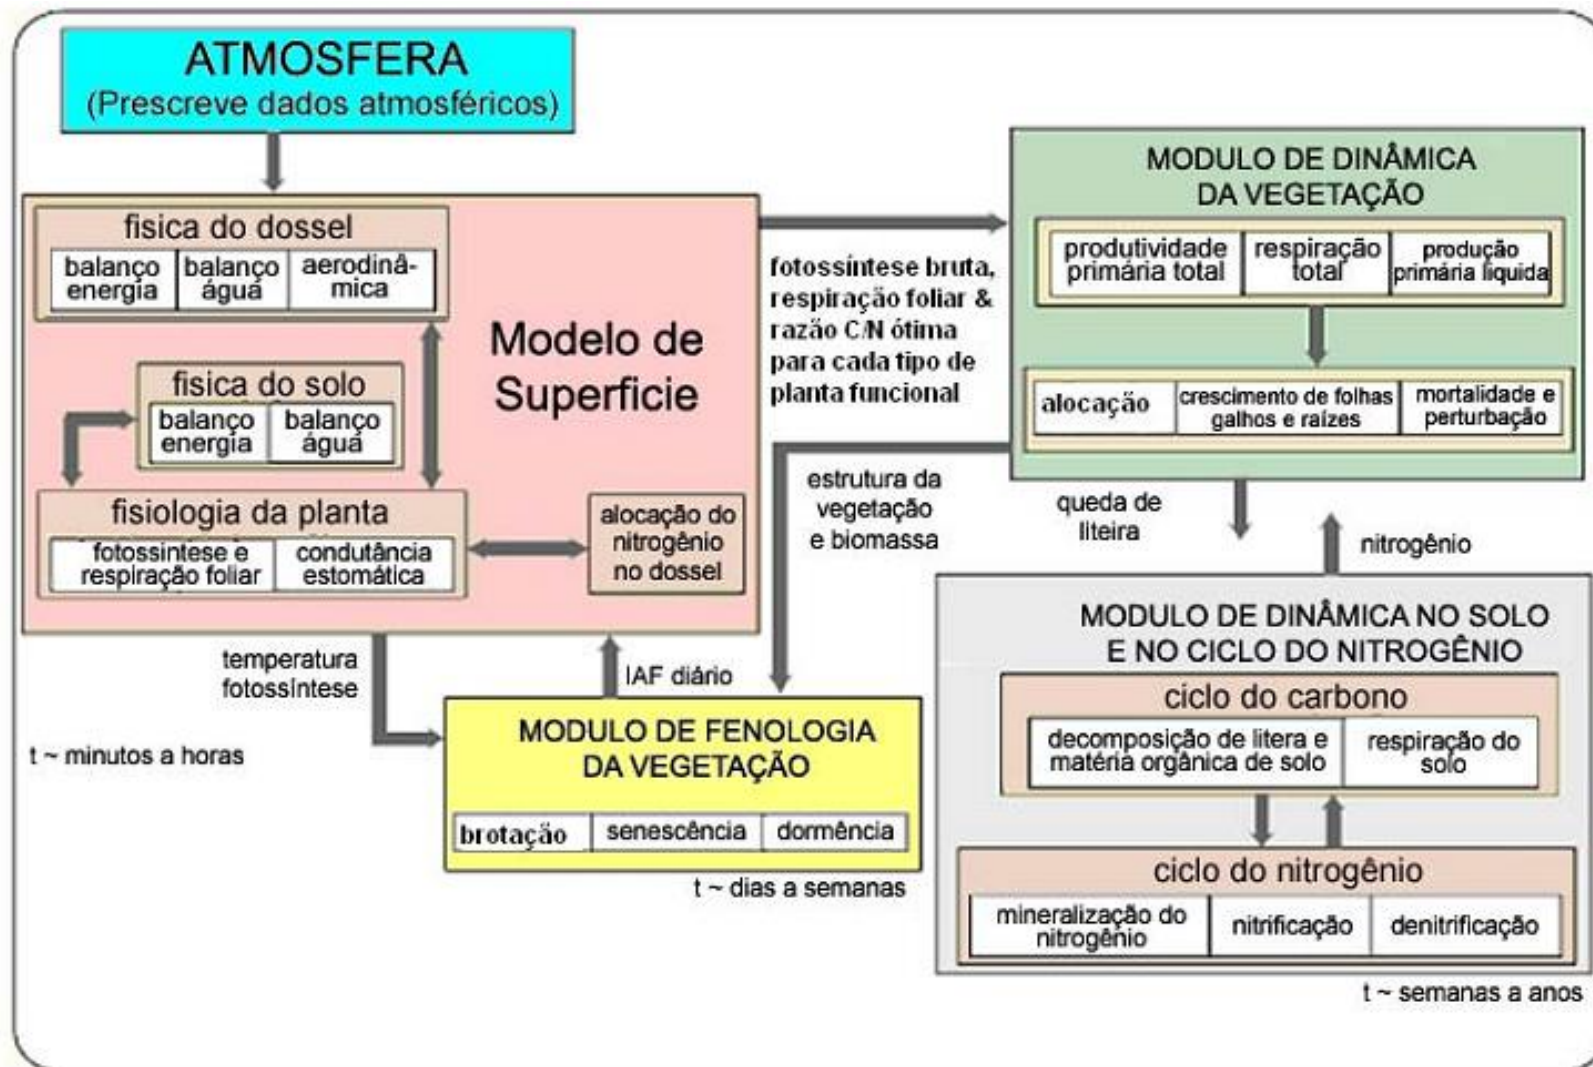 ATMOSFERA
(Prescreve dados atmosféricos)
fisica do dossel
balanço
energia
balanço
águá
aerodinâ-
mica
Modelo de
Superficie
fisica do solo
balanço
energia
balanço
águá
fisiologia da planta
fotossintese e
respiração foliar
condutância
estomática
alocação do
nitrogênio
no dossel
fotossíntese bruta,
respiração foliar &
razão C/N ótima
para cada tipo de
planta funcional
MODULO DE DINÂMICA
DA VEGETAÇÃO
produtividade
primária total
respiração
total
produção
primária liquida
alocação
crescimento de folhas
galhos e raízes
mortalidade e
perturbação
estrutura da
vegetação
e biomassa
queda de
liteira
nitrogênio
temperatura
fotossíntese
IAF diário
t ~ minutos a horas
MODULO DE FENOLOGIA
DA VEGETAÇÃO
brotação
senescência
dormência
t ~ dias a semanas
MODULO DE DINÂMICA NO SOLO
E NO CICLO DO NITROGÊNIO
ciclo do carbono
decomposição de litera e
matéria orgânica de solo
respiração do
solo
ciclo do nitrogênio
mineralização do
nitrogênio
nitrificação
denitrificação
t ~ semanas a anos